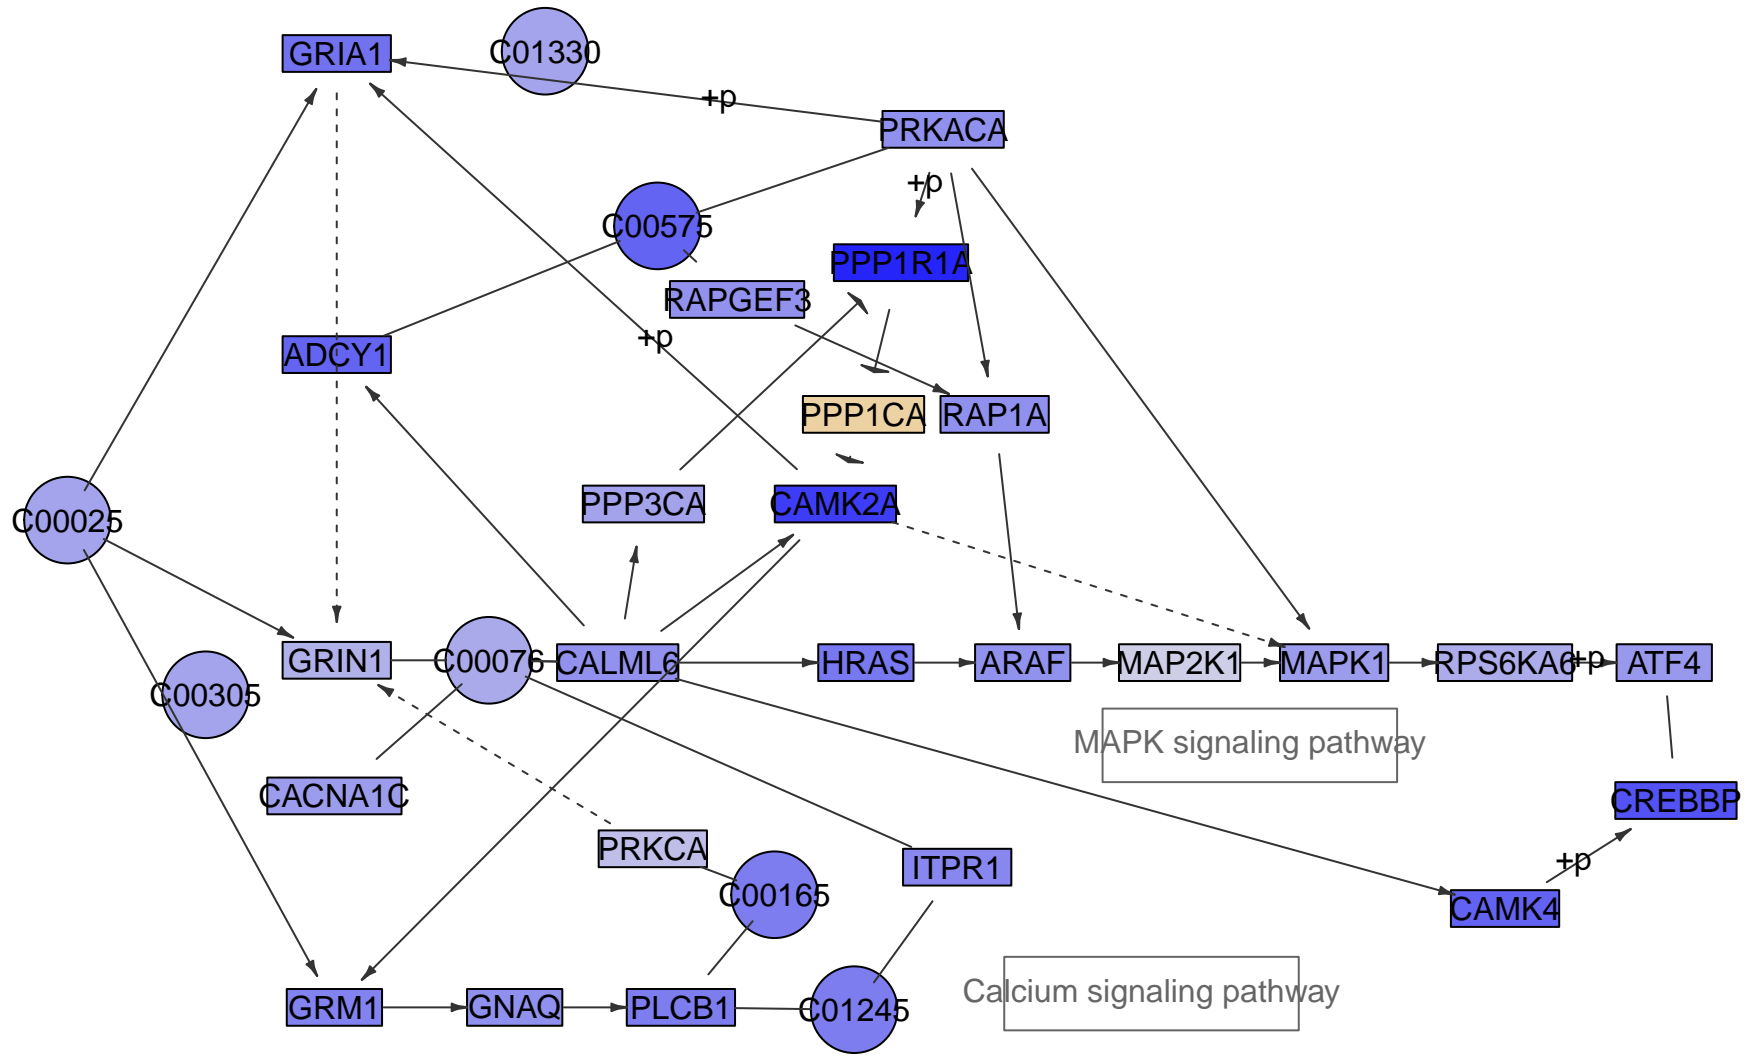 GRIA1
C01330
+p
PRKACA
+p
C00575
PPP1R1A
RAPGEF3
+p
ADCY1
PPP1CA
RAP1A
PPP3CA
CAMK2A
C00025
GRIN1
C00076
CALML6
HRAS
ARAF
MAP2K1
MAPK1
RPS6KA6
+p
ATF4
C00305
MAPK signaling pathway
CACNA1C
CREBBP
PRKCA
ITPR1
+p
C00165
CAMK4
Calcium signaling pathway
GRM1
GNAQ
PLCB1
C01245